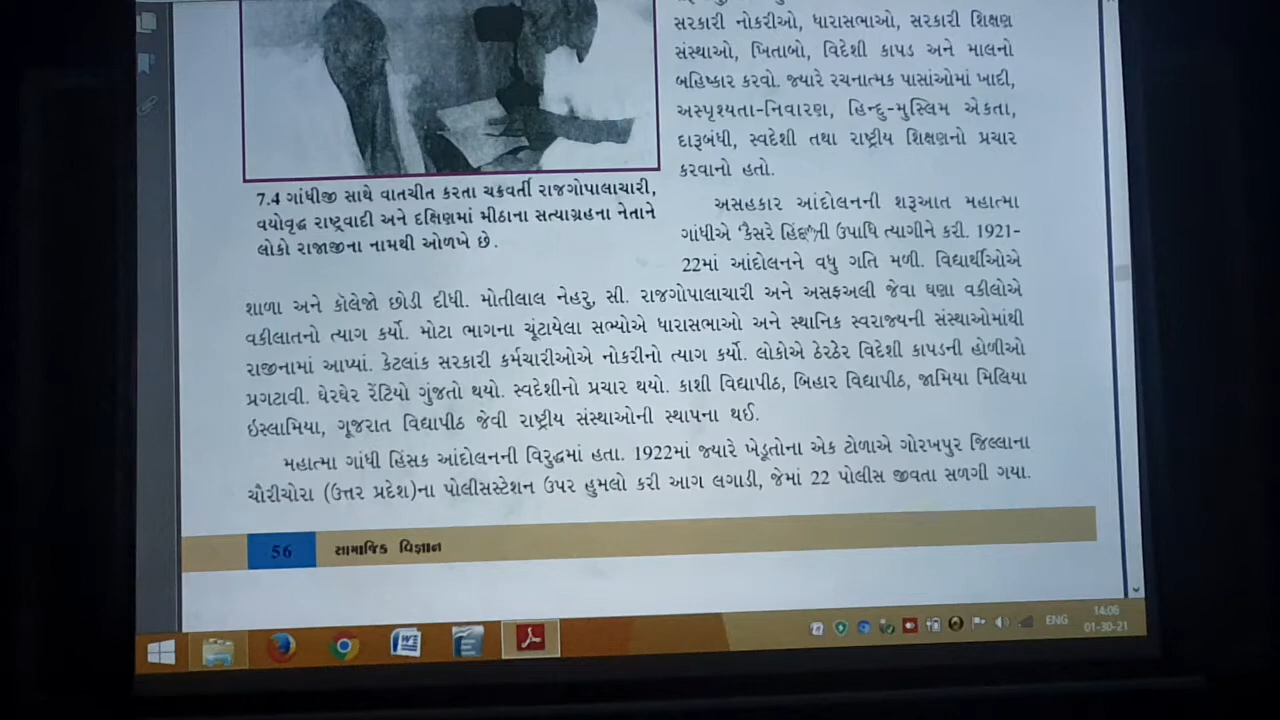 સરકારી નોકરીઓ, ધારાસભાઓ, સરકારી શિક્ષણ
સંસ્થાઓ, ખિતાબો, વિદેશી કાપડ અને માલનો
બહિષ્કાર કરવો. જ્યારે રચનાત્મક પાસાંઓમાં ખાદી,
અસ્પૃશ્યતા-નિવારણ, હિન્દુ-મુસ્લિમ એકતા,
દારૂબંધી, સ્વદેશી તથા રાષ્ટ્રીય શિક્ષણનો પ્રચાર
કરવાનો હતો.
7.4 ગાંધીજી સાથે વાતચીત કરતા ચક્રવર્તી રાજગોપાલાચારી,
વયોવૃદ્ધ રાષ્ટ્રવાદી અને દક્ષિણમાં મીઠાના સત્યાગ્રહના નેતાને
લોકો રાજાજીના નામથી ઓળખે છે.
અસહકાર આંદોલનની શરૂઆત મહાત્મા
ગાંધીએ ‘કૈસરે હિંદ’ની ઉપાધિ ત્યાગીને કરી. 1921-
22માં આંદોલનને વધુ ગતિ મળી. વિદ્યાર્થીઓએ
શાળા અને કૉલેજો છોડી દીધી. મોતીલાલ નેહરુ, સી. રાજગોપાલાચારી અને અસફઅલી જેવા ઘણા વકીલોએ
વકીલાતનો ત્યાગ કર્યો. મોટા ભાગના ચૂંટાયેલા સભ્યોએ ધારાસભાઓ અને સ્થાનિક સ્વરાજ્યની સંસ્થાઓમાંથી
રાજીનામાં આપ્યાં. કેટલાંક સરકારી કર્મચારીઓએ નોકરીનો ત્યાગ કર્યો. લોકોએ ઠેરઠેર વિદેશી કાપડની હોળીઓ
પ્રગટાવી. ઘેરઘેર રેંટિયો ગુંજતો થયો. સ્વદેશીનો પ્રચાર થયો. કાશી વિદ્યાપીઠ, બિહાર વિદ્યાપીઠ, જામિયા મિલિયા
ઇસ્લામિયા, ગૂજરાત વિદ્યાપીઠ જેવી રાષ્ટ્રીય સંસ્થાઓની સ્થાપના થઈ.
મહાત્મા ગાંધી હિંસક આંદોલનની વિરુદ્ધમાં હતા. 1922માં જ્યારે ખેડૂતોના એક ટોળાએ ગોરખપુર જિલ્લાના
ચૌરીચોરા (ઉત્તર પ્રદેશ)ના પોલીસસ્ટેશન ઉપર હુમલો કરી આગ લગાડી, જેમાં 22 પોલીસ જીવતા સળગી ગયા.
56 સામાજિક વિજ્ઞાન
ENG
14:06
01-30-21